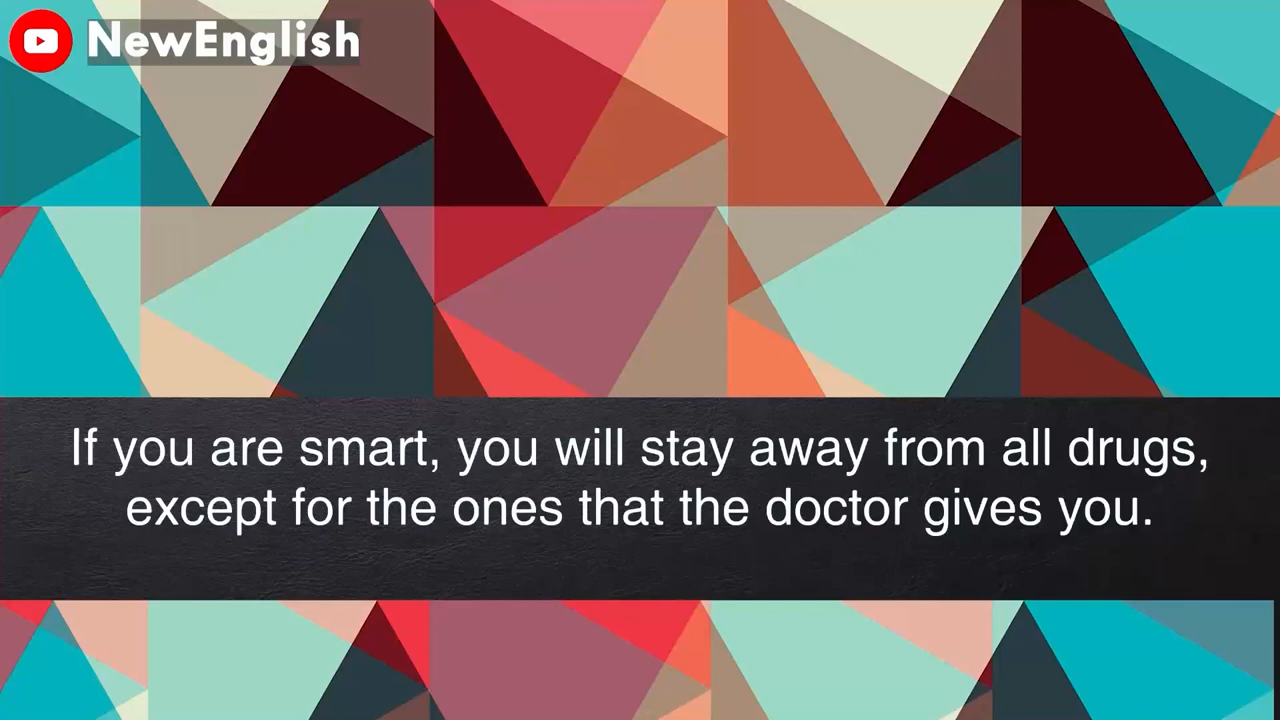 NewEnglish
If you are smart, you will stay away from all drugs,
except for the ones that the doctor gives you.